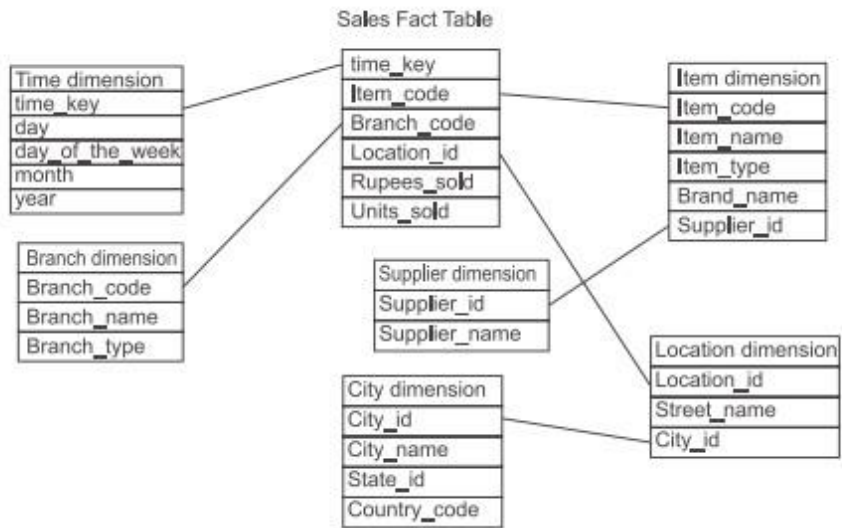 Sales Fact Table
time_key
Item_code
Branch_code
Location_id
Rupees_sold
Units_sold
Time dimension
time_key
day
day_of_the_week
month
year
Item dimension
Item_code
Item_name
Item_type
Brand_name
Supplier_id
Branch dimension
Branch_code
Branch_name
Branch_type
Supplier dimension
Supplier_id
Supplier_name
Location dimension
Location_id
Street_name
City_id
City dimension
City_id
City_name
State_id
Country_code